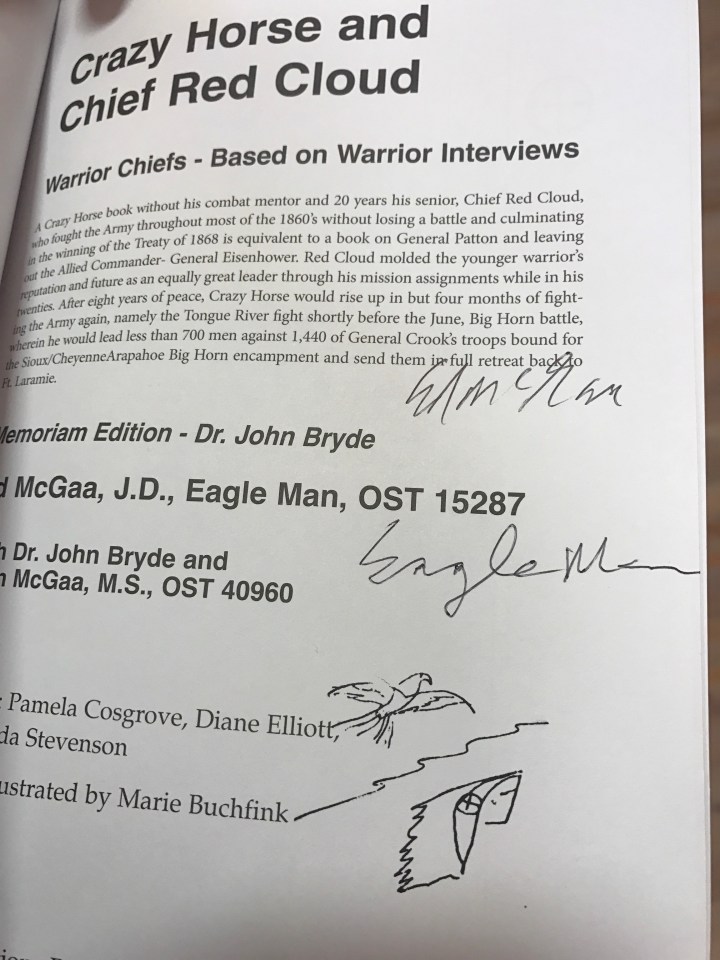 Crazy Horse and
Chief Red Cloud
Warrior Chiefs - Based on Warrior Interviews
A Crazy Horse book without his combat mentor and 20 years his senior, Chief Red Cloud,
who fought the Army throughout most of the 1860's without losing a battle and culminating
in the winning of the Treaty of 1868 is equivalent to a book on General Patton and leaving
out the Allied Commander- General Eisenhower. Red Cloud molded the younger warrior's
reputation and future as an equally great leader through his mission assignments while in his
twenties. After eight years of peace, Crazy Horse would rise up in but four months of fight-
ing the Army again, namely the Tongue River fight shortly before the June, Big Horn battle,
wherein he would lead less than 700 men against 1,440 of General Crook's troops bound for
the Sioux/CheyenneArapahoe Big Horn encampment and send them in full retreat back to
Ft. Laramie.
Ed McGaa
Memoriam Edition - Dr. John Bryde
McGaa, J.D., Eagle Man, OST 15287
Dr. John Bryde and
McGaa, M.S., OST 40960
Eagle Man
Pamela Cosgrove, Diane Elliott,
Stevenson
by Marie Buchfink